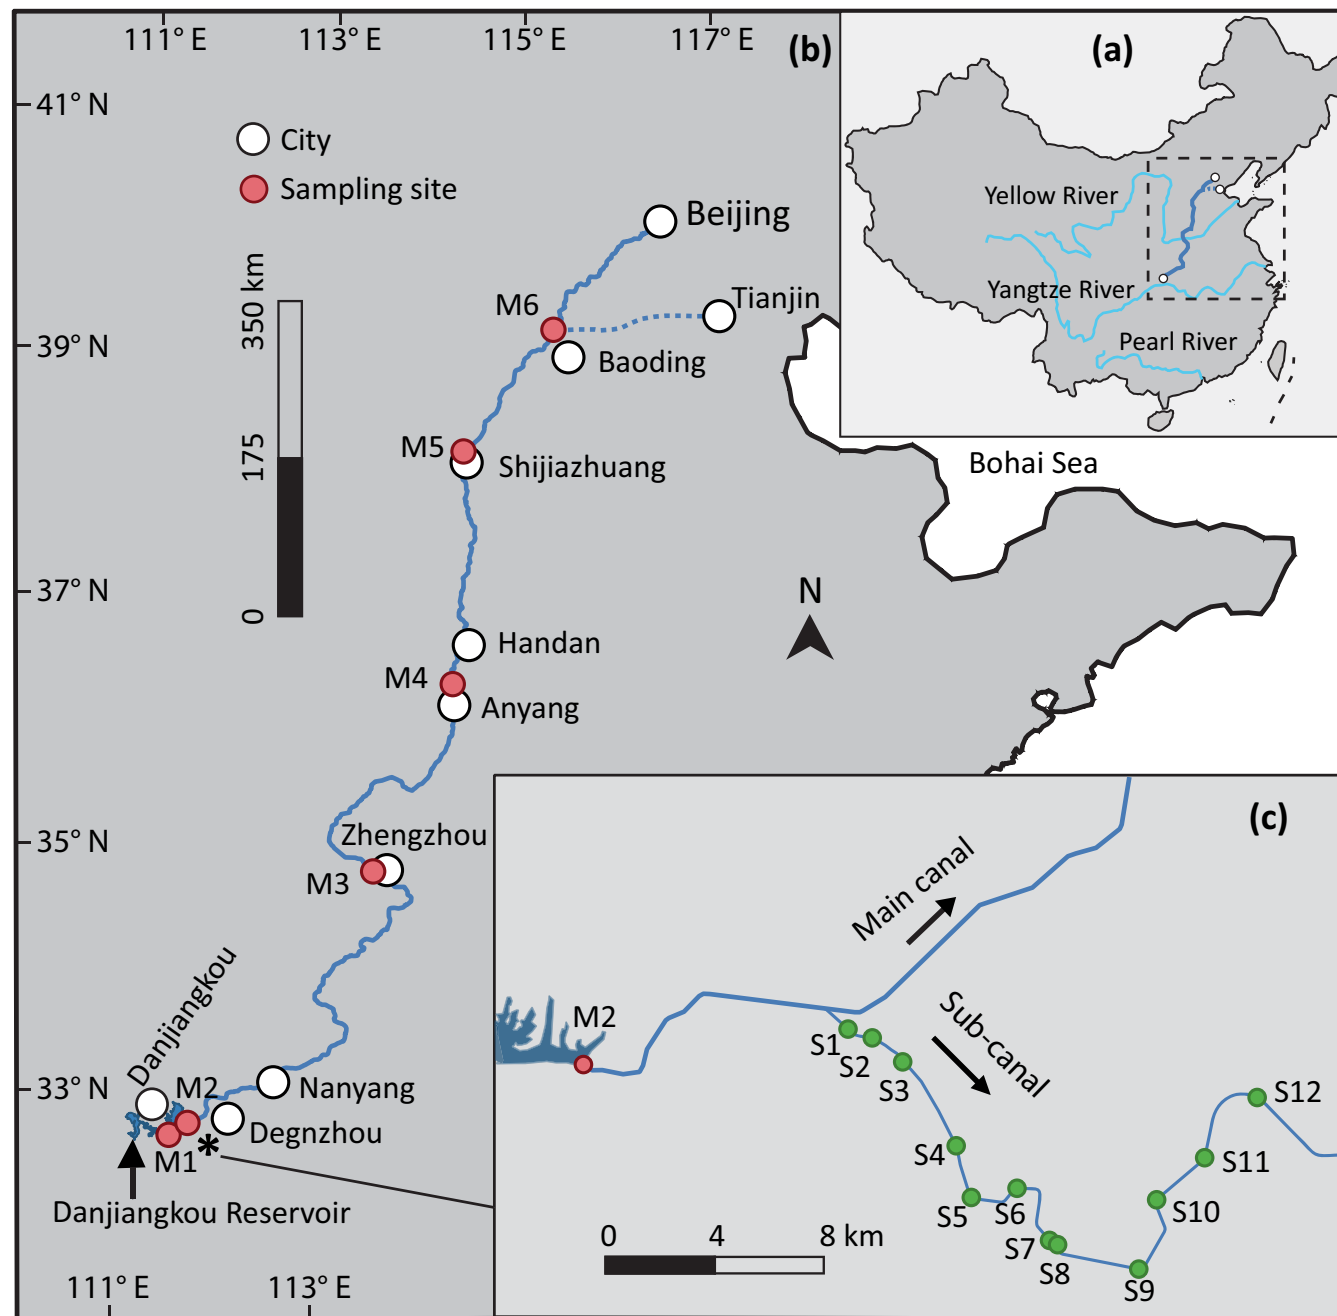 111° E
113° E
115° E
117° E
(b)
(a)
41° N
City
Sampling site
Yellow River
Yangtze River
Pearl River
Beijing
M6
Tianjin
39° N
Baoding
350 km
175
0
M5
Shijiazhuang
Bohai Sea
37° N
N
Handan
M4
Anyang
35° N
Zhengzhou
M3
(c)
Main canal
Sub-canal
M2
S1
S2
S3
S4
S5
S6
S7
S8
S9
S10
S11
S12
0
4
8 km
Danjiangkou
33° N
M2
Nanyang
Degnzhou
M1
*
Danjiangkou Reservoir
111° E
113° E